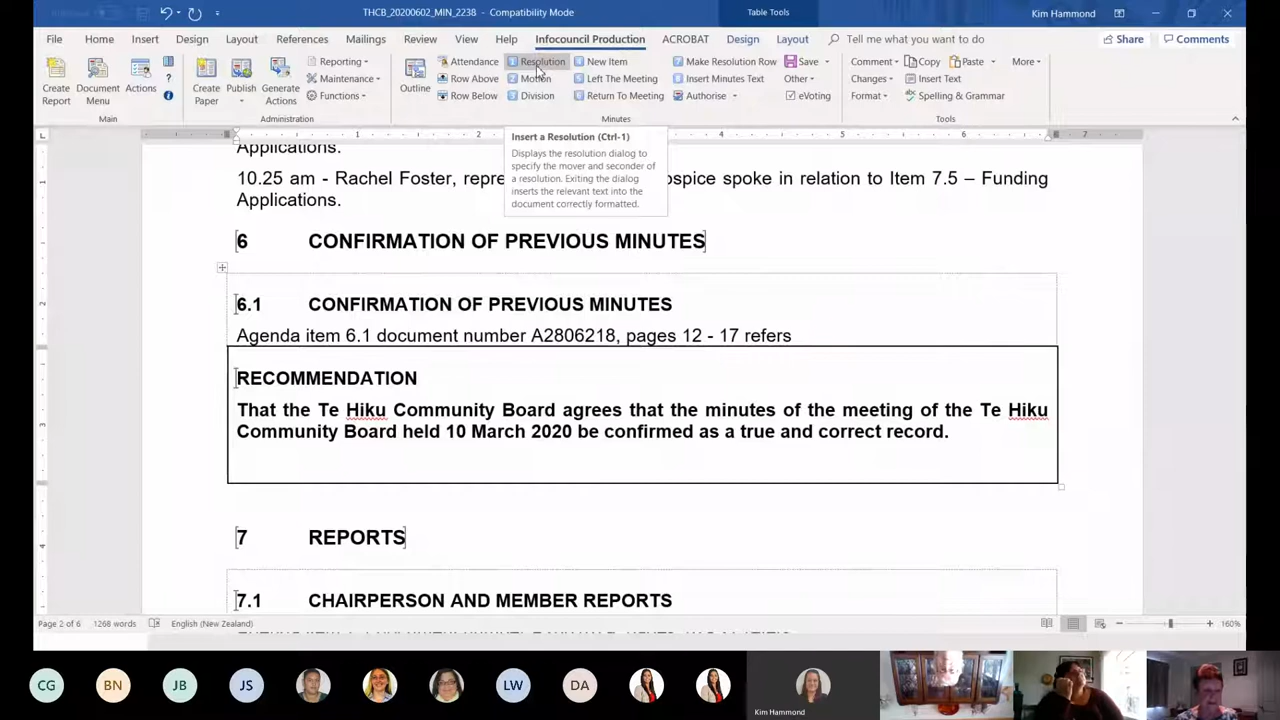 THCB_20200602_MIN_2238 - Compatibility Mode
Table Tools
Kim Hammond
File Home Insert Design Layout References Mailings Review View Help Infocouncil Production ACROBAT Design Layout Tell me what you want to do Share Comments
Create Report
Document Menu
Actions
Main
Create Paper
Publish
Generate Actions
Reporting
Maintenance
Functions
Administration
Outline
Attendance
Row Above
Row Below
Resolution
Motion
Division
New Item
Left The Meeting
Return To Meeting
Make Resolution Row
Insert Minutes Text
Authorise
Save
Other
eVoting
Minutes
Comment
Changes
Format
Copy
Paste
Insert Text
Spelling & Grammar
More
Tools
Insert a Resolution (Ctrl-1)
Displays the resolution dialog to
specify the mover and seconder of
a resolution. Exiting the dialog
inserts the relevant text into the
document correctly formatted.
Applications.
10.25 am - Rachel Foster, spoke in relation to Item 7.5 – Funding
Applications.
6 CONFIRMATION OF PREVIOUS MINUTES
6.1 CONFIRMATION OF PREVIOUS MINUTES
Agenda item 6.1 document number A2806218, pages 12 - 17 refers
RECOMMENDATION
That the Te Hiku Community Board agrees that the minutes of the meeting of the Te Hiku
Community Board held 10 March 2020 be confirmed as a true and correct record.
7 REPORTS
7.1 CHAIRPERSON AND MEMBER REPORTS
Page 2 of 6 1268 words English (New Zealand) 160%
CG BN JB JS LW DA
Kim Hammond